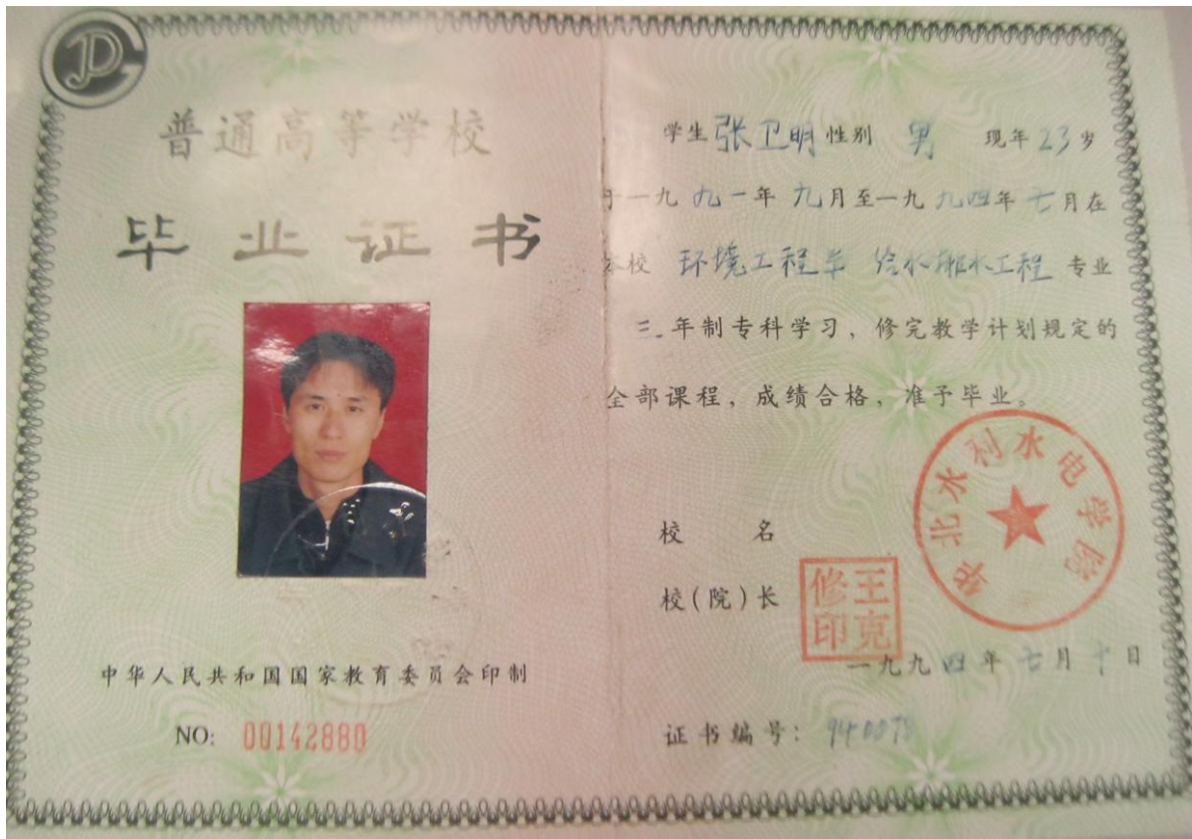 普通高等学校
毕业证书
中华人民共和国国家教育委员会印制
NO: 00142880
学生 张卫明 性别 男 现年 23 岁
于一九九一年九月至一九九四年七月在
本校 环境工程系 给水排水工程 专业
三年制专科学习、修完教学计划规定的
全部课程，成绩合格，准予毕业。
华北水利水电学院
校 名
校(院)长
王克修印
一九九四年七月十日
证书编号：